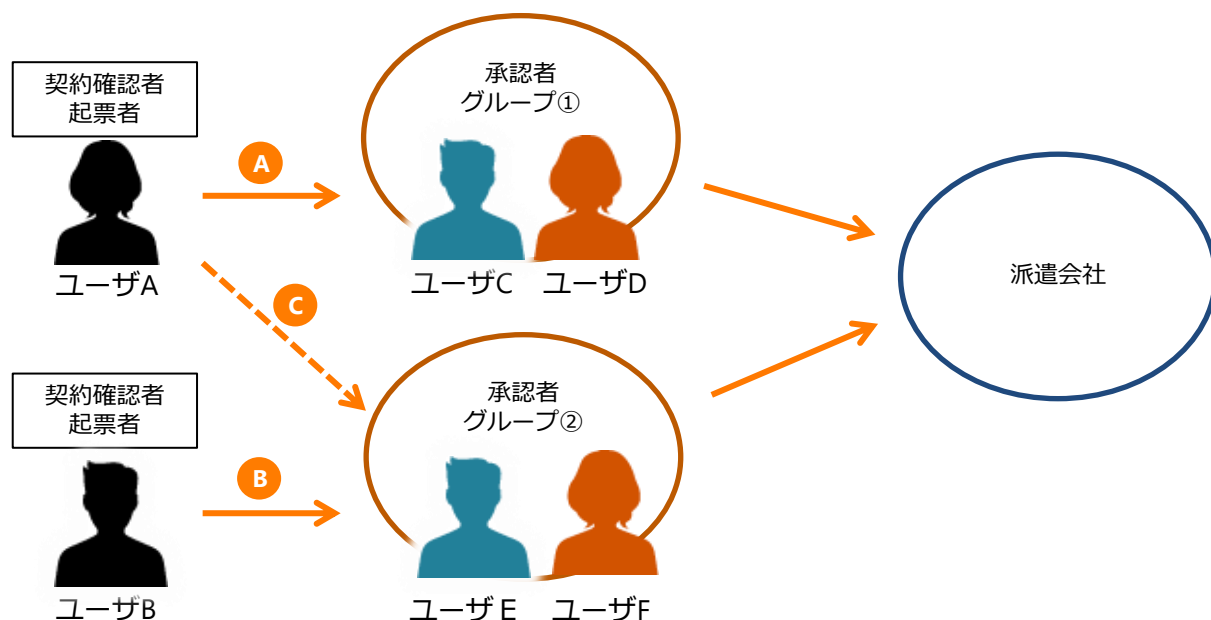 契約確認者
起票者
A
ユーザA
承認者
グループ①
ユーザC
ユーザD
派遣会社
C
契約確認者
起票者
B
ユーザB
承認者
グループ②
ユーザE
ユーザF